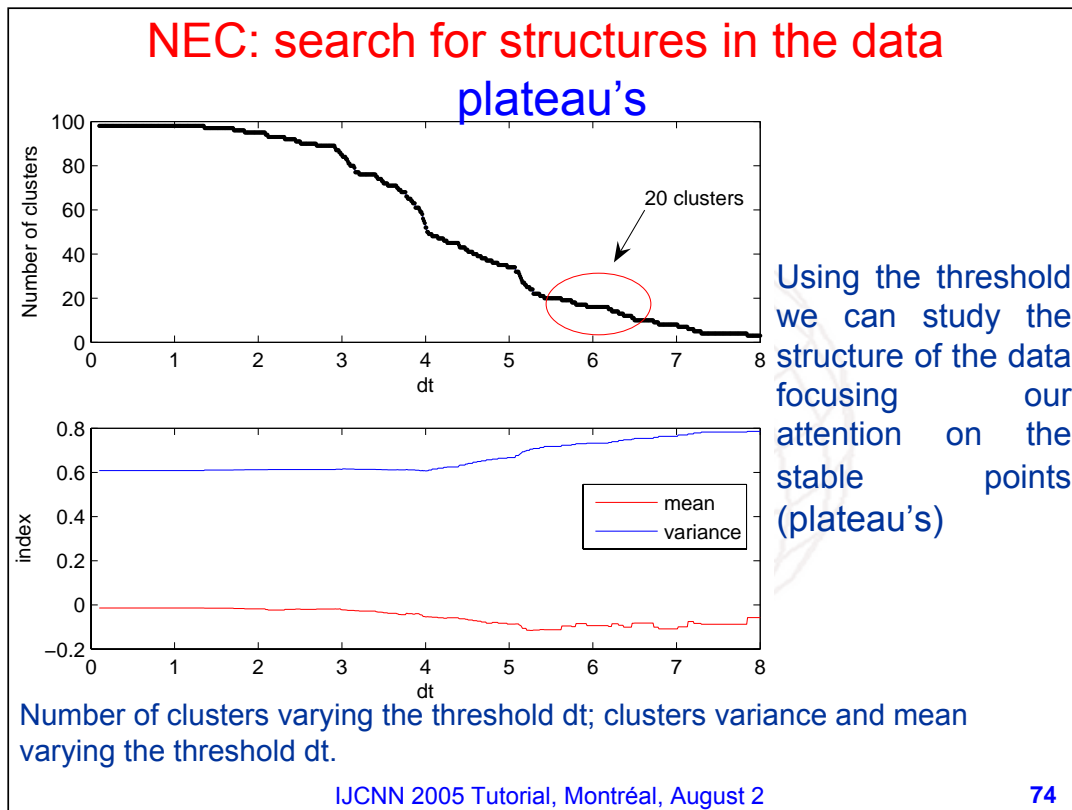 NEC: search for structures in the data
plateau's
100
80
60
40
20
0
Number of clusters
20 clusters
0 1 2 3 4 5 6 7 8
dt
Using the threshold
we can study the
structure of the data
focusing our
attention on the
stable points
(plateau's)
0.8
0.6
0.4
0.2
0
−0.2
index
mean
variance
0 1 2 3 4 5 6 7 8
dt
Number of clusters varying the threshold dt; clusters variance and mean
varying the threshold dt.
IJCNN 2005 Tutorial, Montréal, August 2
74